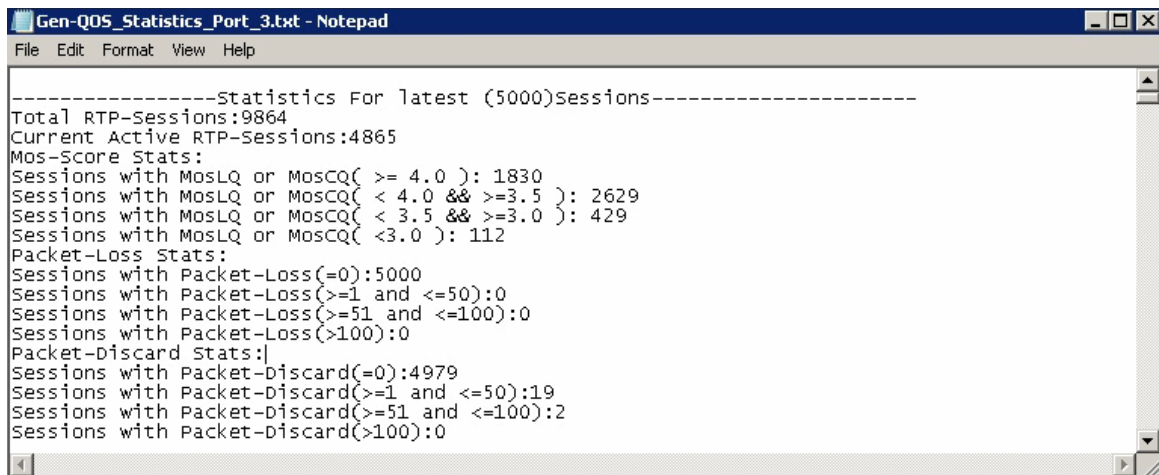 Gen-QOS_Statistics_Port_3.txt - Notepad
File Edit Format View Help
-----------------Statistics For latest (5000)Sessions----------------------
Total RTP-Sessions:9864
Current Active RTP-Sessions:4865
Mos-Score Stats:
Sessions with MosLQ or MosCQ( >= 4.0 ): 1830
Sessions with MosLQ or MosCQ( < 4.0 && >=3.5 ): 2629
Sessions with MosLQ or MosCQ( < 3.5 && >=3.0 ): 429
Sessions with MosLQ or MosCQ( <3.0 ): 112
Packet-Loss Stats:
Sessions with Packet-Loss(=0):5000
Sessions with Packet-Loss(>=1 and <=50):0
Sessions with Packet-Loss(>=51 and <=100):0
Sessions with Packet-Loss(>100):0
Packet-Discard Stats:
Sessions with Packet-Discard(=0):4979
Sessions with Packet-Discard(>=1 and <=50):19
Sessions with Packet-Discard(>=51 and <=100):2
Sessions with Packet-Discard(>100):0